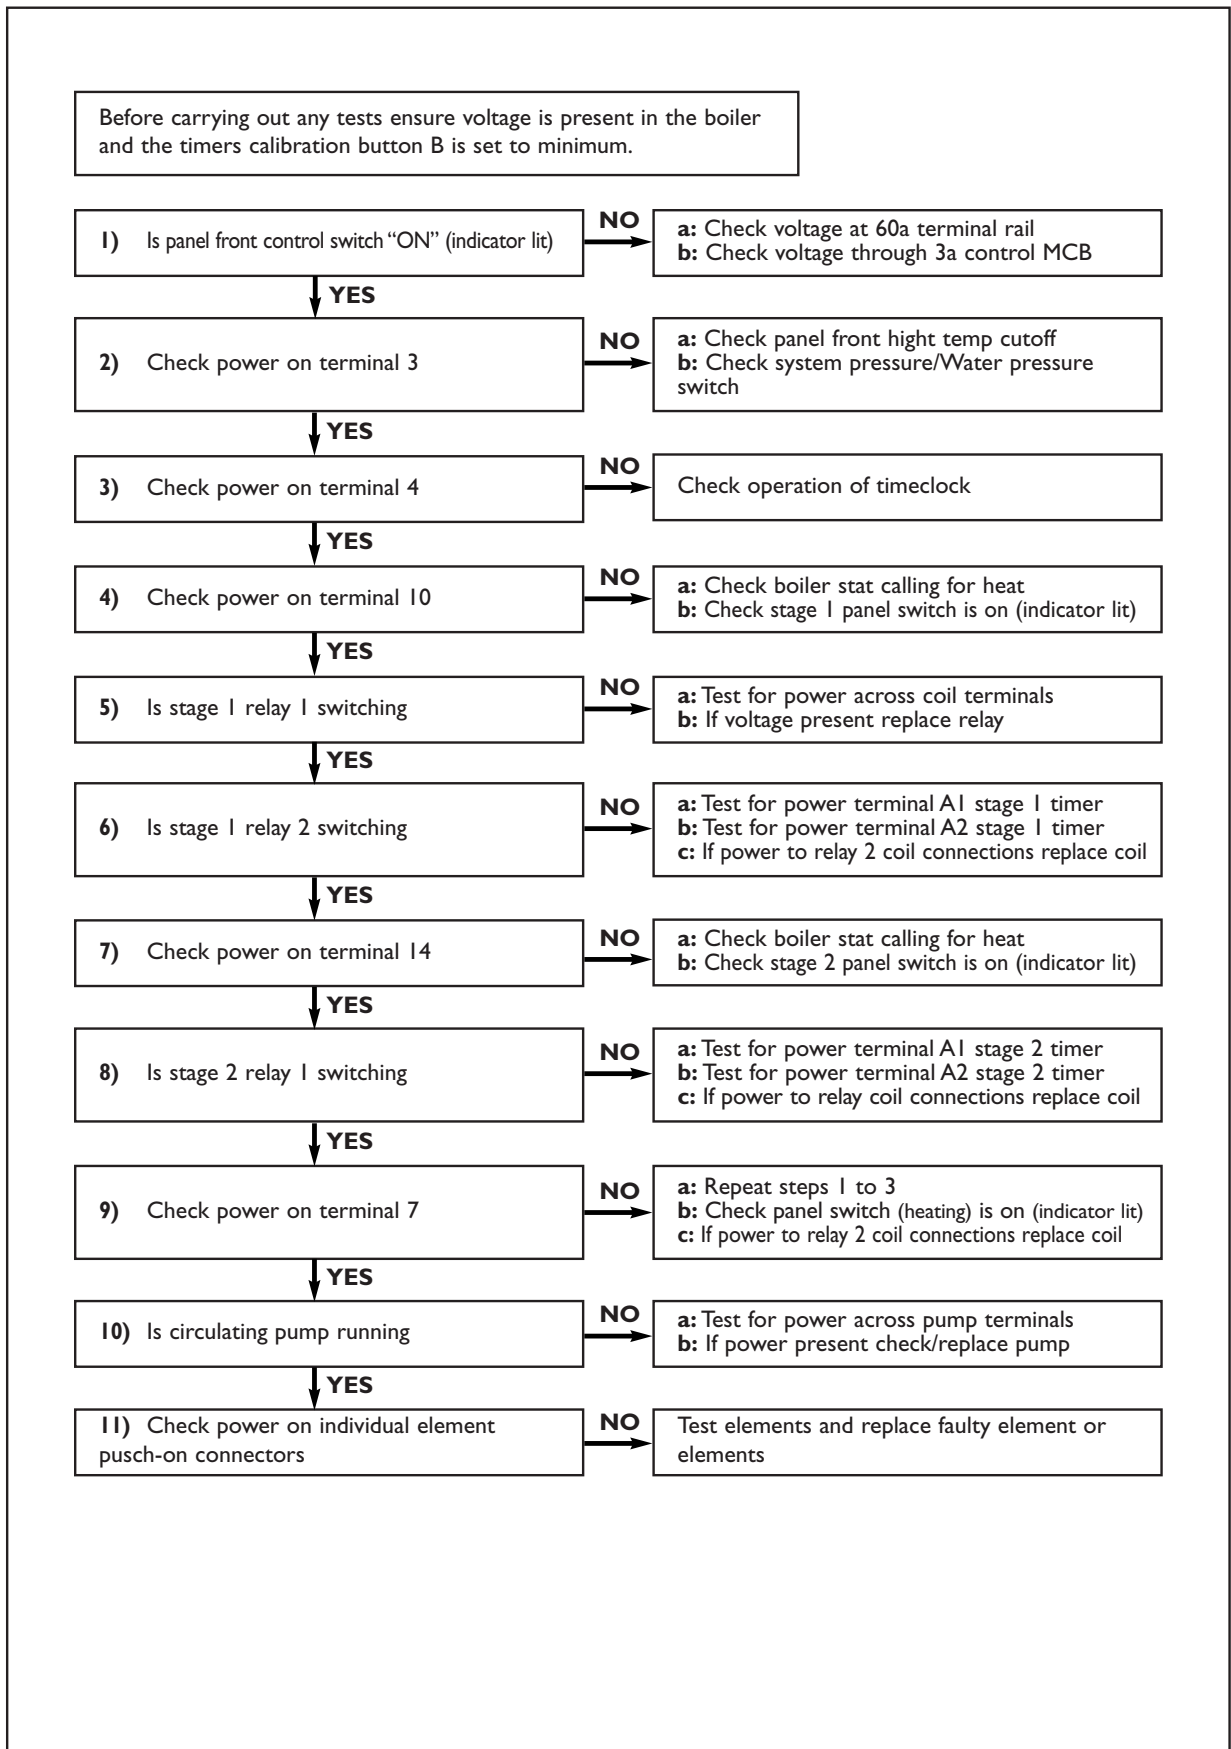 Before carrying out any tests ensure voltage is present in the boiler
and the timers calibration button B is set to minimum.
1) Is panel front control switch “ON” (indicator lit)
NO
a: Check voltage at 60a terminal rail
b: Check voltage through 3a control MCB
YES
2) Check power on terminal 3
NO
a: Check panel front hight temp cutoff
b: Check system pressure/Water pressure
switch
YES
3) Check power on terminal 4
NO
Check operation of timeclock
YES
4) Check power on terminal 10
NO
a: Check boiler stat calling for heat
b: Check stage 1 panel switch is on (indicator lit)
YES
5) Is stage 1 relay 1 switching
NO
a: Test for power across coil terminals
b: If voltage present replace relay
YES
6) Is stage 1 relay 2 switching
NO
a: Test for power terminal A1 stage 1 timer
b: Test for power terminal A2 stage 1 timer
c: If power to relay 2 coil connections replace coil
YES
7) Check power on terminal 14
NO
a: Check boiler stat calling for heat
b: Check stage 2 panel switch is on (indicator lit)
YES
8) Is stage 2 relay 1 switching
NO
a: Test for power terminal A1 stage 2 timer
b: Test for power terminal A2 stage 2 timer
c: If power to relay coil connections replace coil
YES
9) Check power on terminal 7
NO
a: Repeat steps 1 to 3
b: Check panel switch (heating) is on (indicator lit)
c: If power to relay 2 coil connections replace coil
YES
10) Is circulating pump running
NO
a: Test for power across pump terminals
b: If power present check/replace pump
YES
11) Check power on individual element
pusch-on connectors
NO
Test elements and replace faulty element or
elements